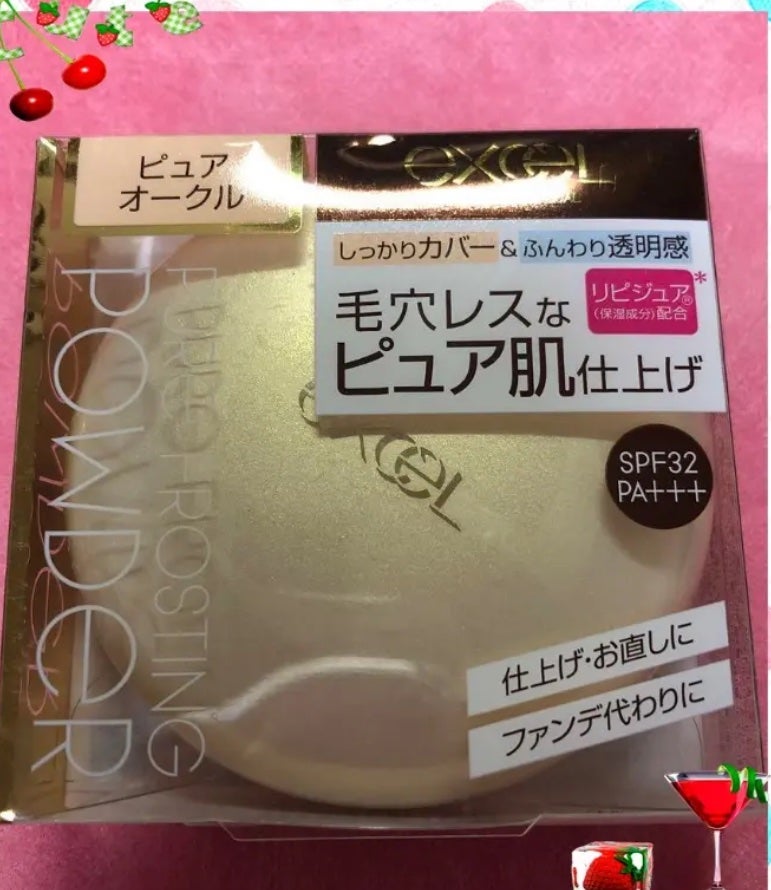 ピュア
オークル
excel
しっかりカバー&ふんわり透明感
毛穴レスな
リピジュア®*
(保湿成分)配合
ピュア肌仕上げ
excel
SPF32
PA+++
仕上げ・お直しに
ファンデ代わりに
POWDER